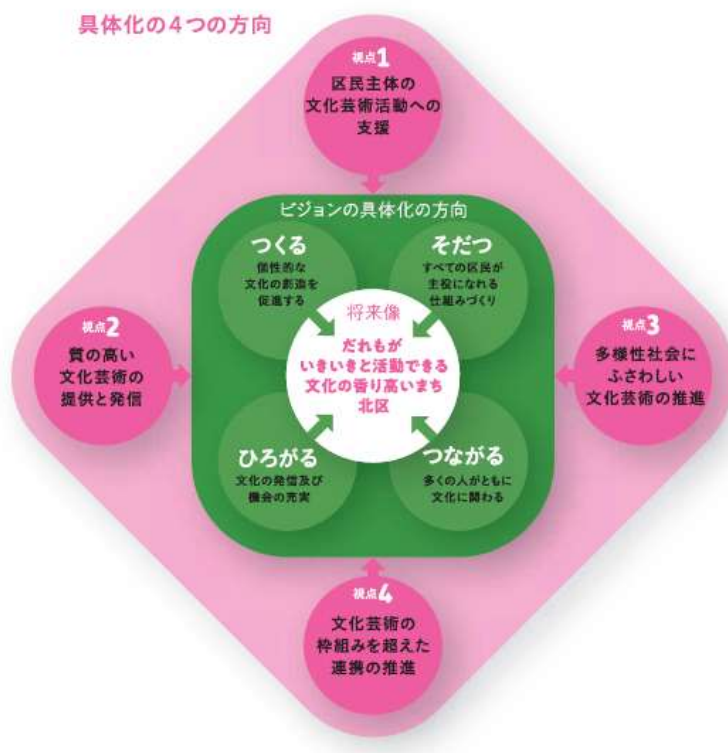 具体化の4つの方向
視点1
区民主体の
文化芸術活動への
支援
ビジョンの具体化の方向
つくる
個性的な
文化の創造を
促進する
そだつ
すべての区民が
主役になれる
仕組みづくり
将来像
だれもが
いきいきと活動できる
文化の香り高いまち
北区
視点2
質の高い
文化芸術の
提供と発信
視点3
多様性社会に
ふさわしい
文化芸術の推進
ひろがる
文化の発信及び
機会の充実
つながる
多くの人がともに
文化に関わる
視点4
文化芸術の
枠組みを超えた
連携の推進